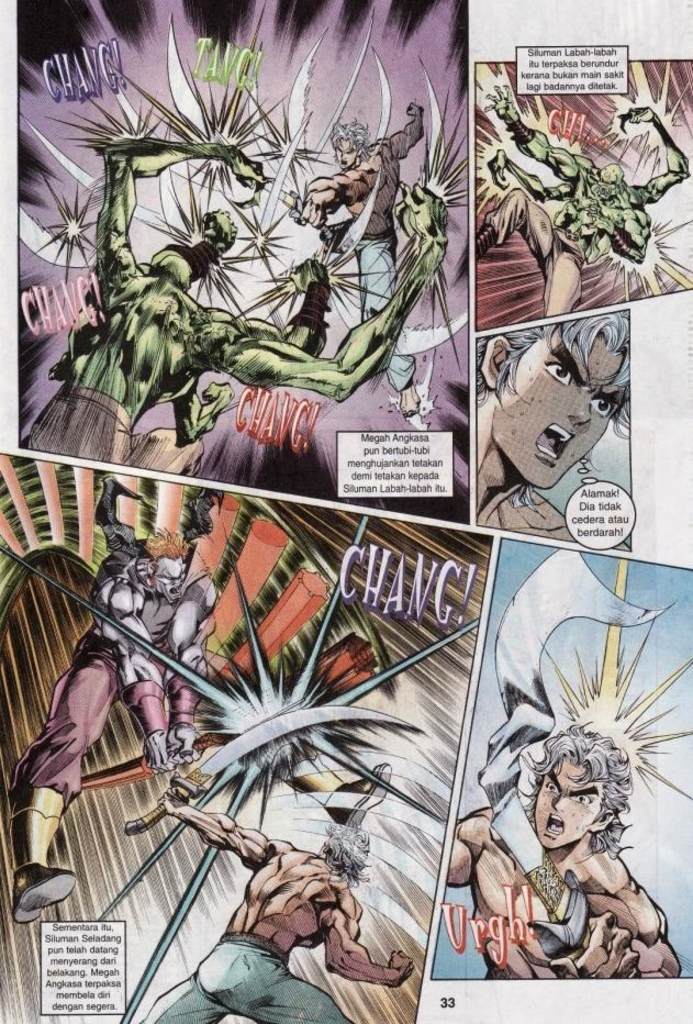 CHANG!
TANG!
CHANG!
CHANG!
Megah Angkasa
pun bertubi-tubi
menghujankan tetakan
demi tetakan kepada
Siluman Labah-labah itu.
Siluman Labah-labah
itu terpaksa berundur
kerana bukan main sakit
lagi badannya ditetak.
GH!...
Alamak!
Dia tidak
cedera atau
berdarah!
CHANG!
Sementara itu,
Siluman Seladang
pun telah datang
menyerang dari
belakang. Megah
Angkasa terpaksa
membela diri
dengan segera.
Urgh!
33